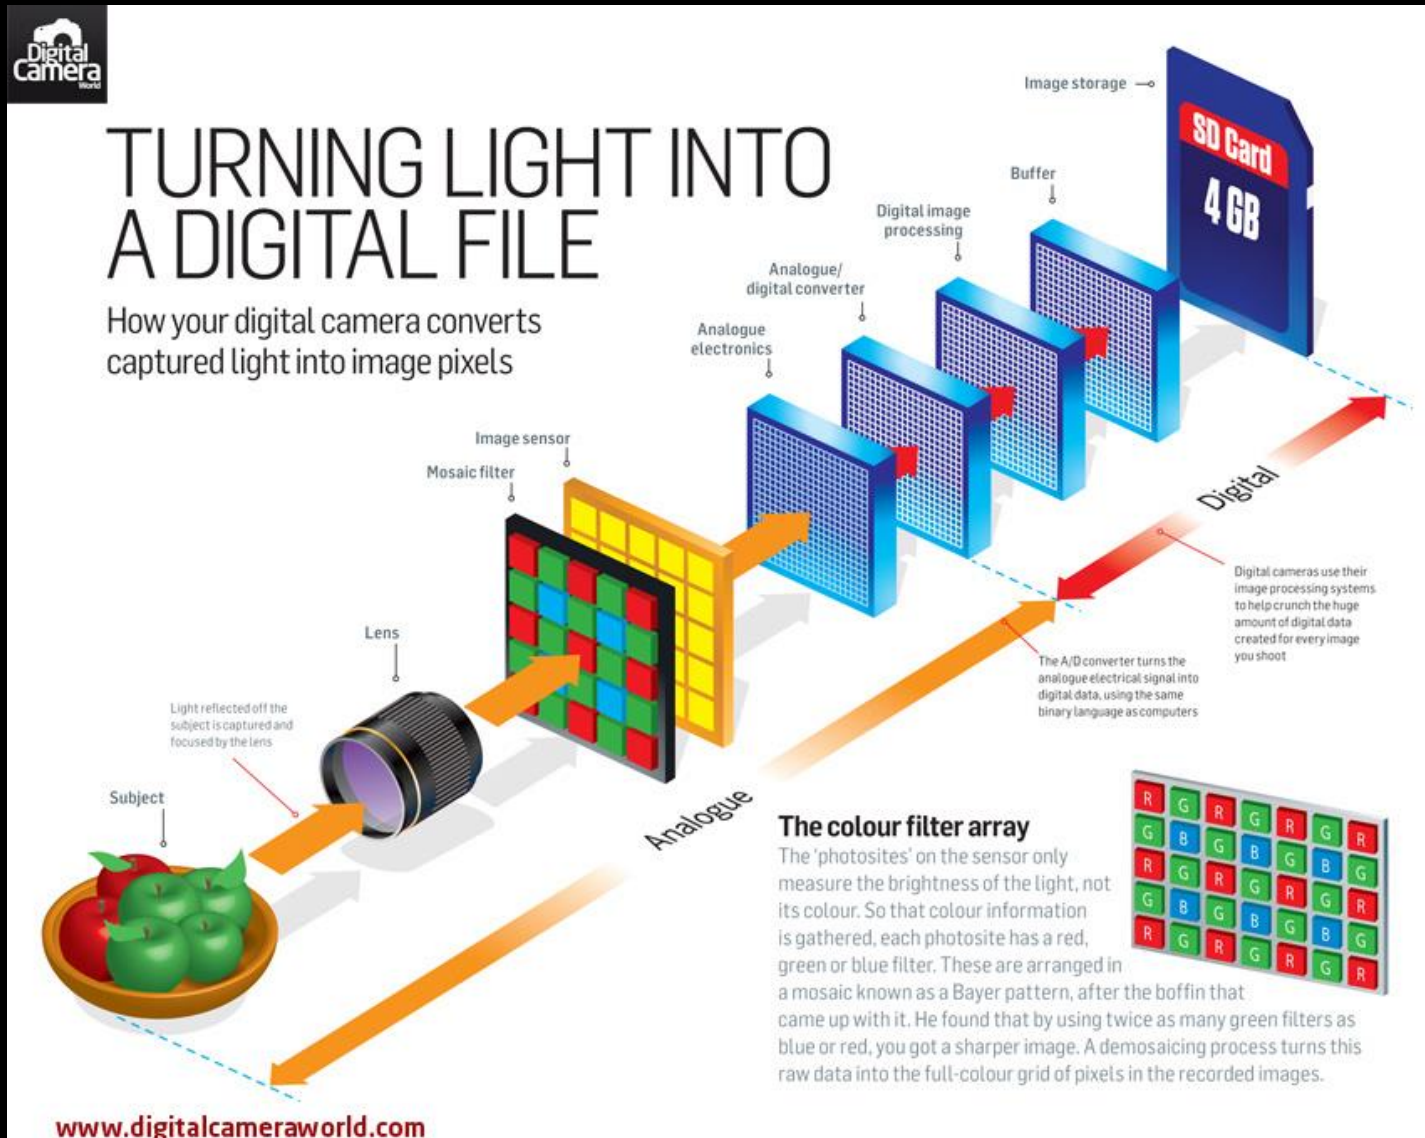 Digital
Camera
World
TURNING LIGHT INTO
A DIGITAL FILE
How your digital camera converts
captured light into image pixels
Image storage
SD Card
4 GB
Buffer
Digital image
processing
Analogue/
digital converter
Analogue
electronics
Image sensor
Mosaic filter
Lens
Light reflected off the
subject is captured and
focused by the lens
Subject
Analogue
Digital
Digital cameras use their
image processing systems
to help crunch the huge
amount of digital data
created for every image
you shoot
The A/D converter turns the
analogue electrical signal into
digital data, using the same
binary language as computers
The colour filter array
The 'photosites' on the sensor only
measure the brightness of the light, not
its colour. So that colour information
is gathered, each photosite has a red,
green or blue filter. These are arranged in
a mosaic known as a Bayer pattern, after the boffin that
came up with it. He found that by using twice as many green filters as
blue or red, you got a sharper image. A demosaicing process turns this
raw data into the full-colour grid of pixels in the recorded images.
R G R G R G R
G B G B G B G
R G R G R G R
G B G B G B G
R G R G R G R
www.digitalcameraworld.com